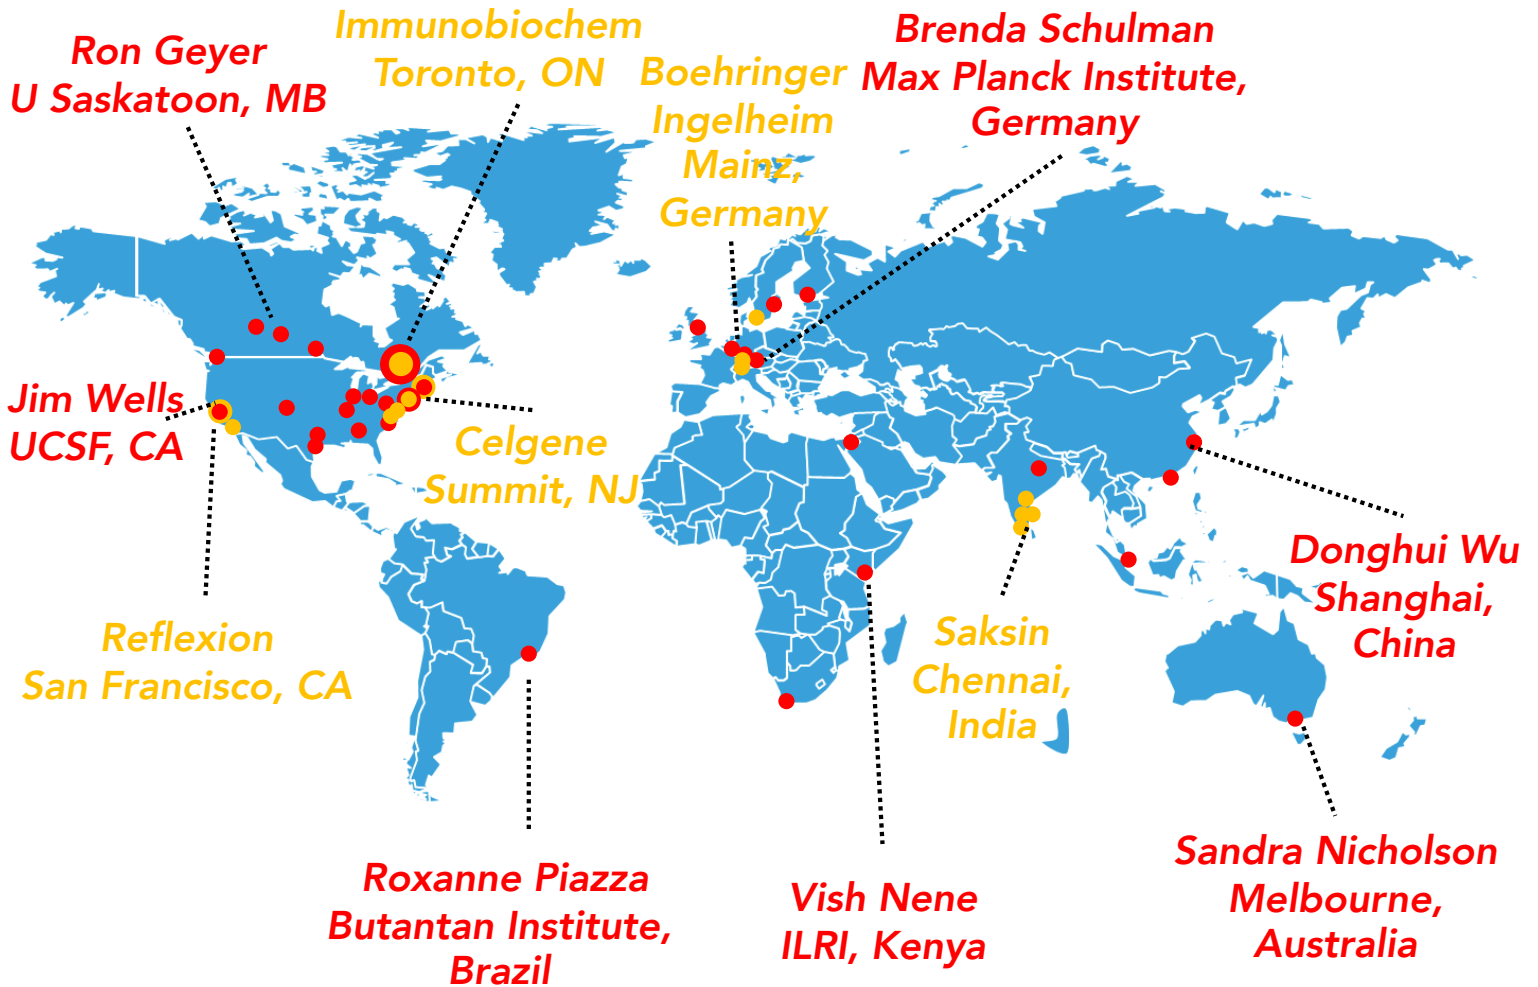 Ron Geyer
U Saskatoon, MB
Immunobiochem
Toronto, ON
Boehringer
Ingelheim
Mainz,
Germany
Brenda Schulman
Max Planck Institute,
Germany
Jim Wells
UCSF, CA
Celgene
Summit, NJ
Reflexion
San Francisco, CA
Saksin
Chennai,
India
Donghui Wu
Shanghai,
China
Roxanne Piazza
Butantan Institute,
Brazil
Vish Nene
ILRI, Kenya
Sandra Nicholson
Melbourne,
Australia